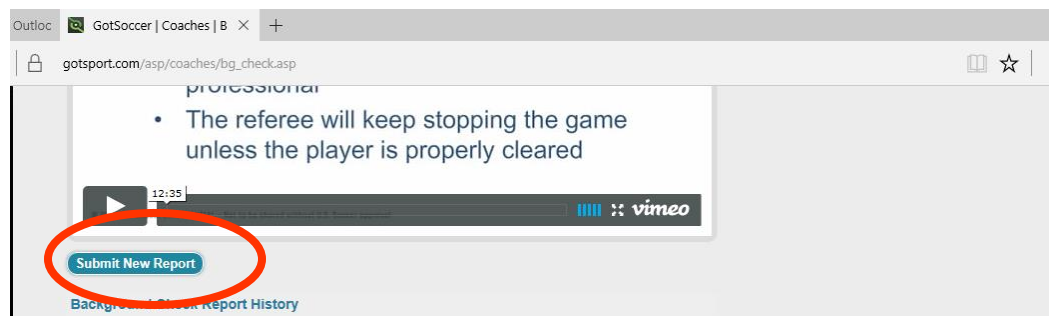 Outloc
GotSoccer | Coaches | B
gotsport.com/asp/coaches/bg_check.asp
professional
• The referee will keep stopping the game
unless the player is properly cleared
12:35
vimeo
Submit New Report
Background Check Report History